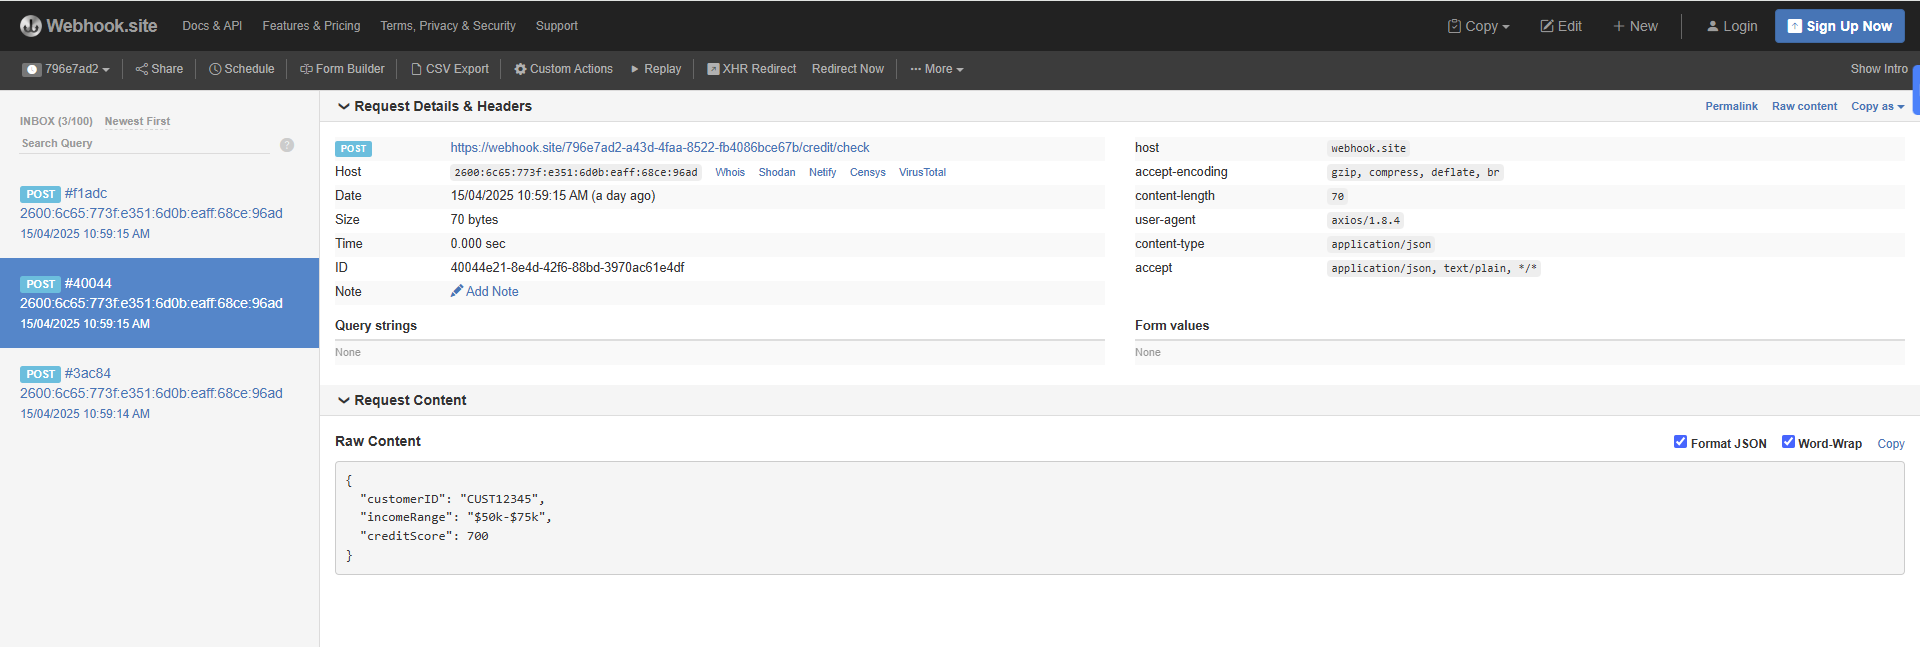 Webhook.site Docs & API Features & Pricing Terms, Privacy & Security Support Copy Edit New Login Sign Up Now
796e7ad2 Share Schedule Form Builder CSV Export Custom Actions Replay XHR Redirect Redirect Now More Show Intro
INBOX (3/100) Newest First
Search Query ?
POST #f1adc
2600:6c65:773f:e351:6d0b:eaff:68ce:96ad
15/04/2025 10:59:15 AM
POST #40044
2600:6c65:773f:e351:6d0b:eaff:68ce:96ad
15/04/2025 10:59:15 AM
POST #3ac84
2600:6c65:773f:e351:6d0b:eaff:68ce:96ad
15/04/2025 10:59:14 AM
Request Details & Headers Permalink Raw content Copy as
POST https://webhook.site/796e7ad2-a43d-4faa-8522-fb4086bce67b/credit/check
Host 2600:6c65:773f:e351:6d0b:eaff:68ce:96ad Whois Shodan Netify Censys VirusTotal
Date 15/04/2025 10:59:15 AM (a day ago)
Size 70 bytes
Time 0.000 sec
ID 40044e21-8e4d-42f6-88bd-3970ac61e4df
Note Add Note
Query strings
None
host webhook.site
accept-encoding gzip, compress, deflate, br
content-length 70
user-agent axios/1.8.4
content-type application/json
accept application/json, text/plain, */*
Form values
None
Request Content
Raw Content Format JSON Word-Wrap Copy
{
"customerID": "CUST12345",
"incomeRange": "$50k-$75k",
"creditScore": 700
}